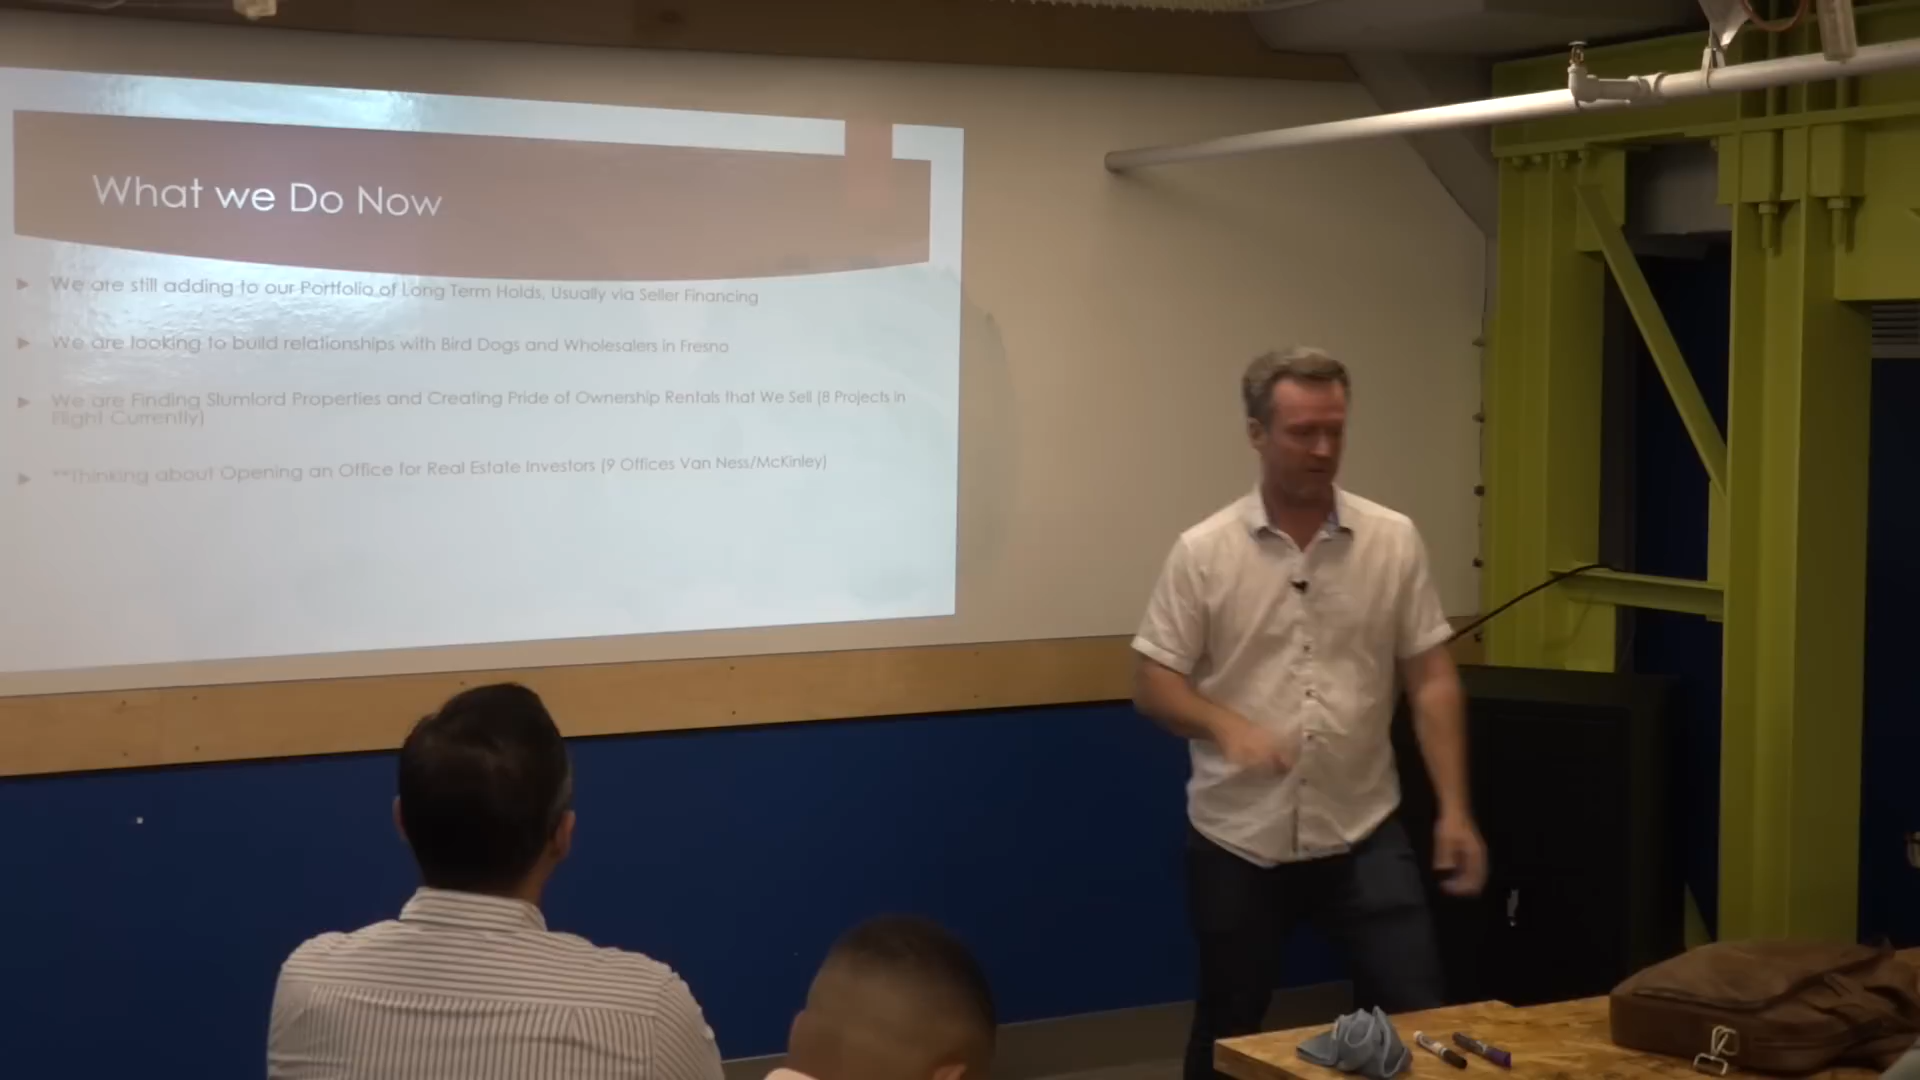 What we Do Now
We are still adding to our Portfolio of Long Term Holds, Usually via Seller Financing
We are looking to build relationships with Bird Dogs and Wholesalers in Fresno
We are Finding Slumlord Properties and Creating Pride of Ownership Rentals that We Sell (8 Projects in
Flight Currently)
**Thinking about Opening an Office for Real Estate Investors (9 Offices Van Ness/McKinley)